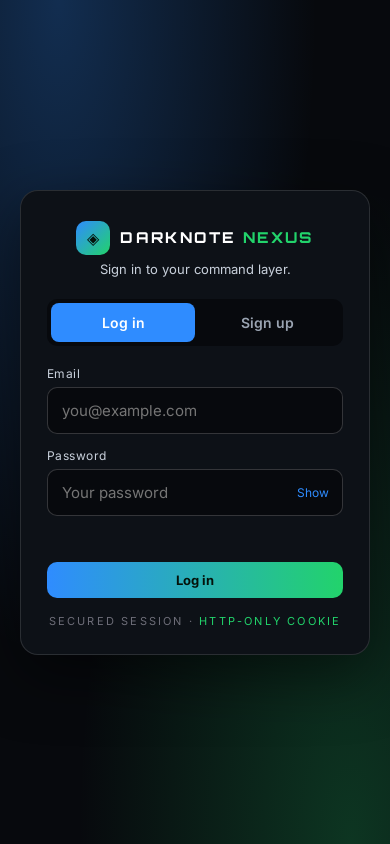 DARKNOTE NEXUS
Sign in to your command layer.
Log in Sign up
Email
you@example.com
Password
Your password Show
Log in
SECURED SESSION · HTTP-ONLY COOKIE